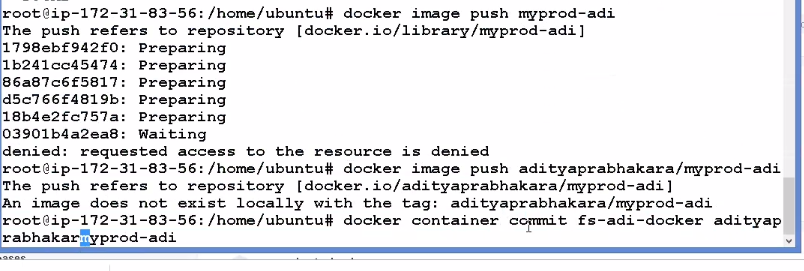 root@ip-172-31-83-56:/home/ubuntu# docker image push myprod-adi
The push refers to repository [docker.io/library/myprod-adi]
1798ebf942f0: Preparing
1b241cc45474: Preparing
86a87c6f5817: Preparing
d5c766f4819b: Preparing
18b4e2fc757a: Preparing
03901b4a2ea8: Waiting
denied: requested access to the resource is denied
root@ip-172-31-83-56:/home/ubuntu# docker image push adityaprabhakara/myprod-adi
The push refers to repository [docker.io/adityaprabhakara/myprod-adi]
An image does not exist locally with the tag: adityaprabhakara/myprod-adi
root@ip-172-31-83-56:/home/ubuntu# docker container commit fs-adi-docker adityap
rabhakarmyprod-adi